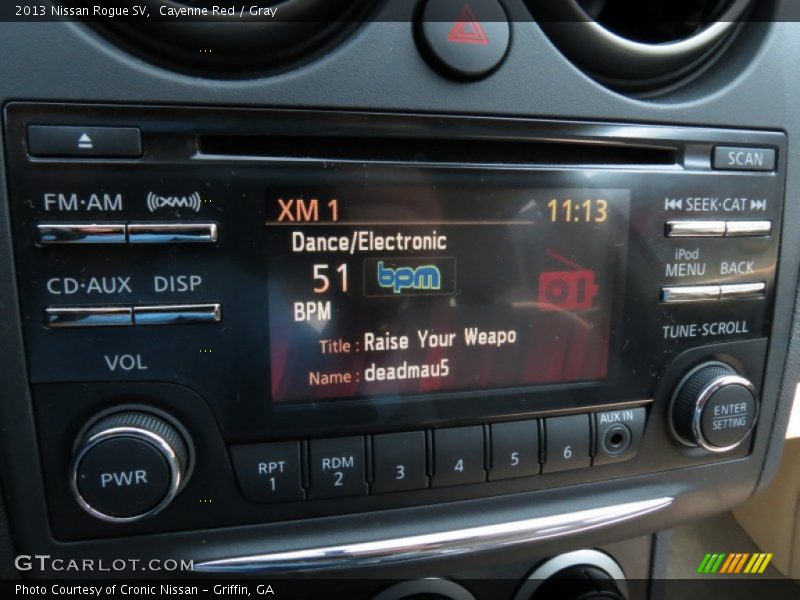 2013 Nissan Rogue SV, Cayenne Red / Gray
SCAN
FM·AM ((XM))
SEEK·CAT
XM 1 11:13
Dance/Electronic
51 bpm
BPM
Title : Raise Your Weapo
Name : deadmau5
CD·AUX DISP
iPod
MENU BACK
VOL
TUNE·SCROLL
PWR
RPT
1
RDM
2
3
4
5
6
AUX IN
ENTER
SETTING
GTCARLOT.COM
Photo Courtesy of Cronic Nissan – Griffin, GA